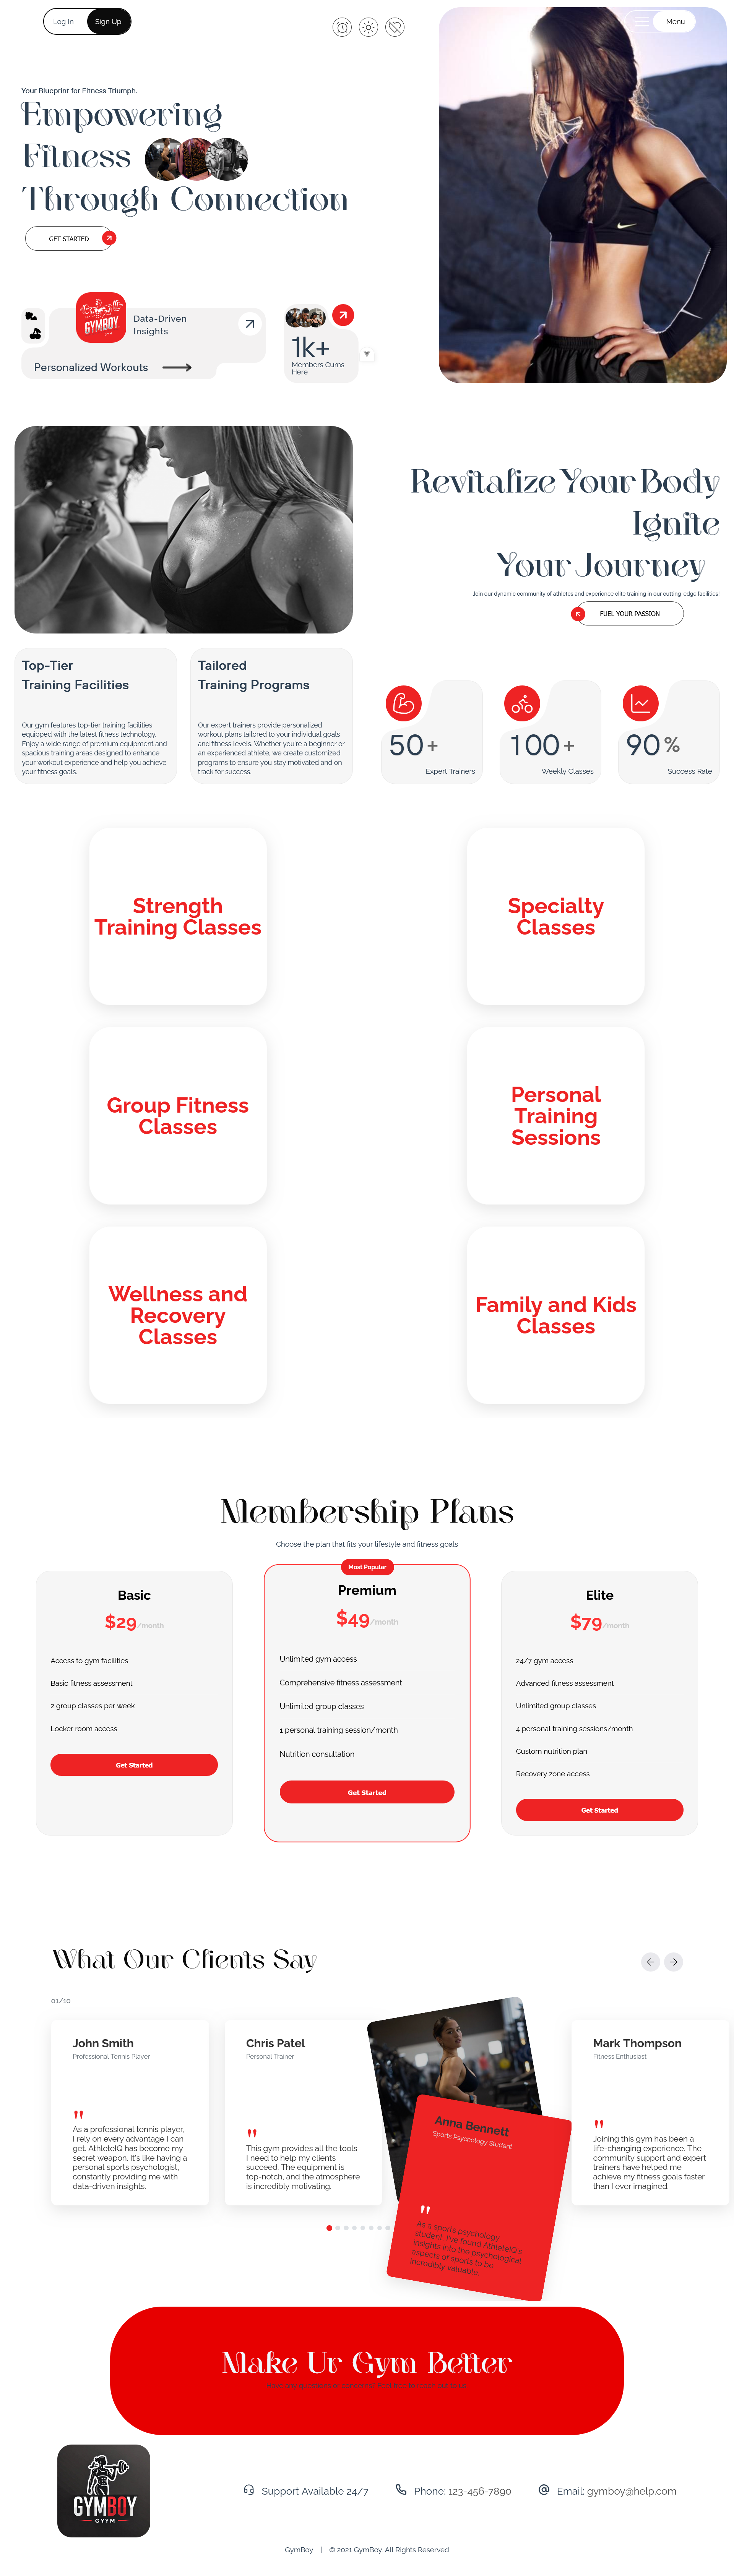 Log In
Sign Up
Menu
Your Blueprint for Fitness Triumph.
Empowering
Fitness
Through Connection
GET STARTED
GYMBOY
Data-Driven
Insights
Personalized Workouts
1k+
Members Cums
Here
Revitalize Your Body
Ignite
Your Journey
Join our dynamic community of athletes and experience elite training in our cutting-edge facilities!
FUEL YOUR PASSION
Top-Tier
Training Facilities
Our gym features top-tier training facilities
equipped with the latest fitness technology.
Enjoy a wide range of premium equipment and
spacious training areas designed to enhance
your workout experience and help you achieve
your fitness goals.
Tailored
Training Programs
Our expert trainers provide personalized
workout plans tailored to your individual goals
and fitness levels. Whether you're a beginner or
an experienced athlete, we create customized
programs to ensure you stay motivated and on
track for success.
50+
Expert Trainers
100+
Weekly Classes
90%
Success Rate
Strength
Training Classes
Specialty
Classes
Group Fitness
Classes
Personal
Training
Sessions
Wellness and
Recovery
Classes
Family and Kids
Classes
Membership Plans
Choose the plan that fits your lifestyle and fitness goals
Basic
$29/month
Access to gym facilities
Basic fitness assessment
2 group classes per week
Locker room access
Get Started
Most Popular
Premium
$49/month
Unlimited gym access
Comprehensive fitness assessment
Unlimited group classes
1 personal training session/month
Nutrition consultation
Get Started
Elite
$79/month
24/7 gym access
Advanced fitness assessment
Unlimited group classes
4 personal training sessions/month
Custom nutrition plan
Recovery zone access
Get Started
What Our Clients Say
01/10
John Smith
Professional Tennis Player
"
As a professional tennis player,
I rely on every advantage I can
get. AthleteIQ has become my
secret weapon. It's like having a
personal sports psychologist,
constantly providing me with
data-driven insights.
Chris Patel
Personal Trainer
"
This gym provides all the tools
I need to help my clients
succeed. The equipment is
top-notch, and the atmosphere
is incredibly motivating.
Anna Bennett
Sports Psychology Student
"
As a sports psychology
student, I've found AthleteIQ's
insights into the psychological
aspects of sports to be
incredibly valuable.
Mark Thompson
Fitness Enthusiast
"
Joining this gym has been a
life-changing experience. The
community support and expert
trainers have helped me
achieve my fitness goals faster
than I ever imagined.
Make Ur Gym Better
GYMBOY
GYYM
Support Available 24/7
Phone: 123-456-7890
Email: gymboy@help.com
GymBoy | © 2021 GymBoy. All Rights Reserved